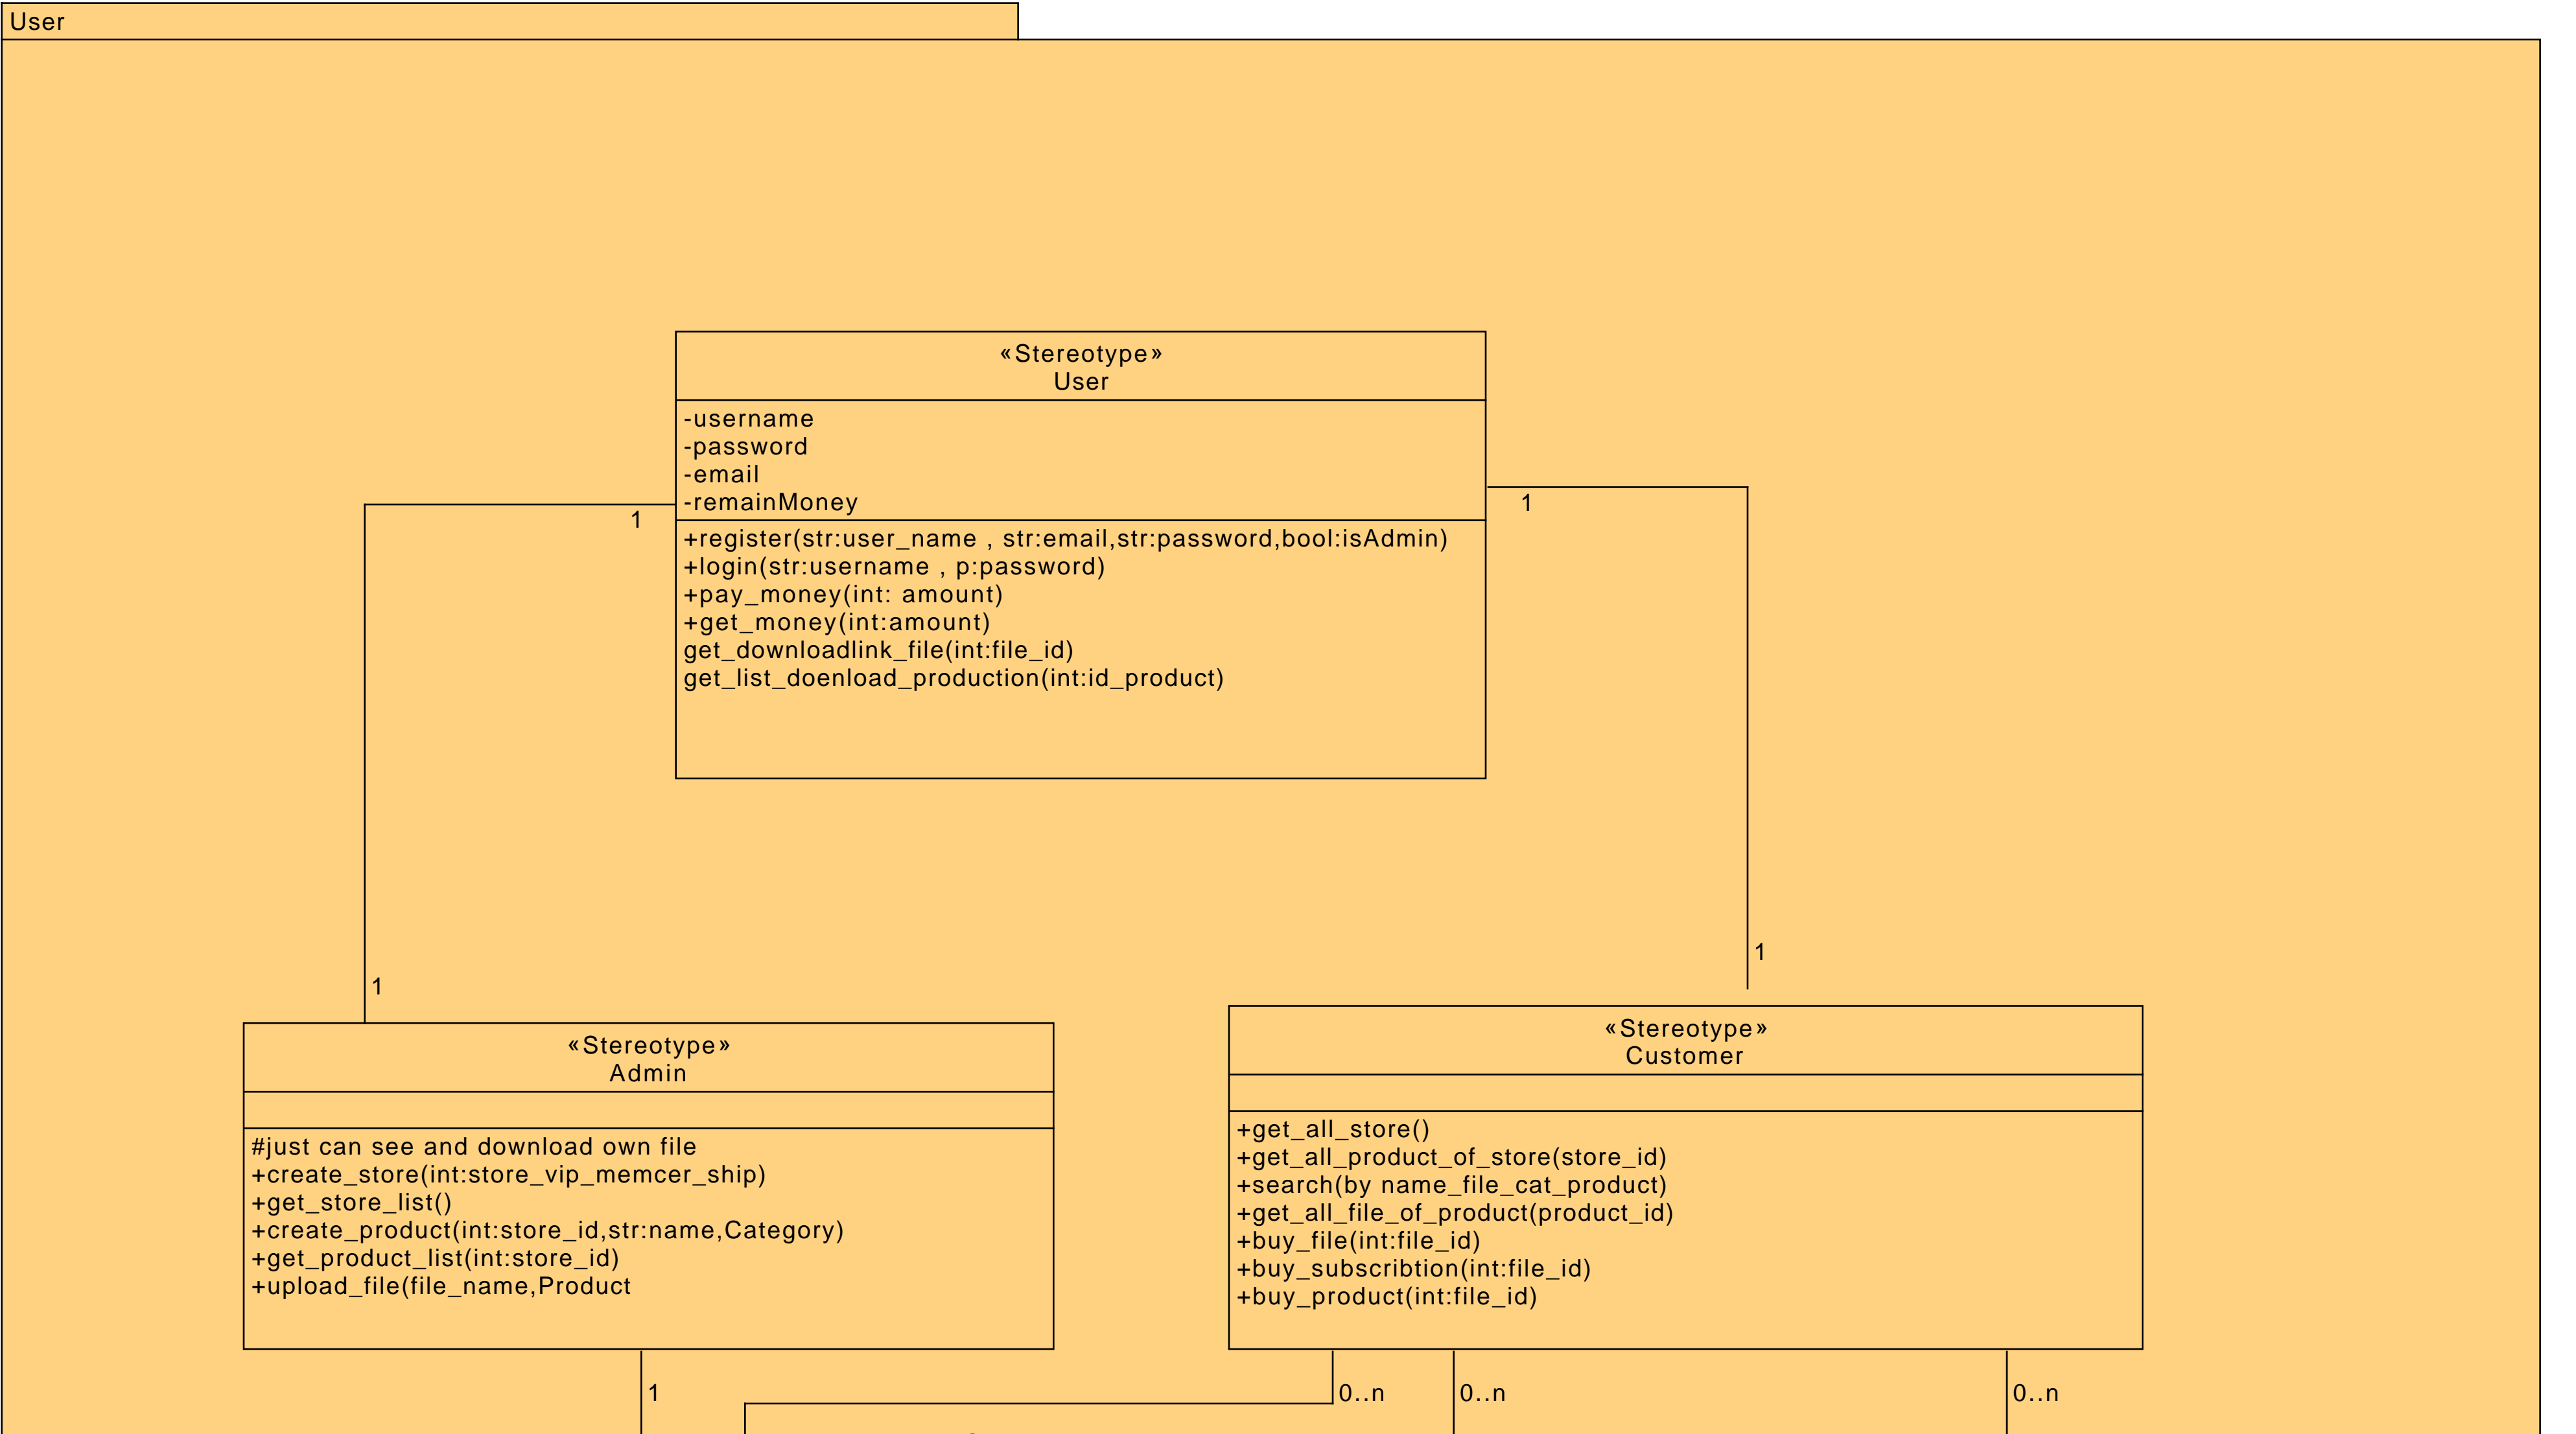 User
«Stereotype»
User
-username
-password
-email
-remainMoney
+register(str:user_name , str:email,str:password,bool:isAdmin)
+login(str:username , p:password)
+pay_money(int: amount)
+get_money(int:amount)
get_downloadlink_file(int:file_id)
get_list_doenload_production(int:id_product)
1
1
1
1
«Stereotype»
Admin
#just can see and download own file
+create_store(int:store_vip_memcer_ship)
+get_store_list()
+create_product(int:store_id,str:name,Category)
+get_product_list(int:store_id)
+upload_file(file_name,Product
«Stereotype»
Customer
+get_all_store()
+get_all_product_of_store(store_id)
+search(by name_file_cat_product)
+get_all_file_of_product(product_id)
+buy_file(int:file_id)
+buy_subscribtion(int:file_id)
+buy_product(int:file_id)
1
0..n
0..n
0..n